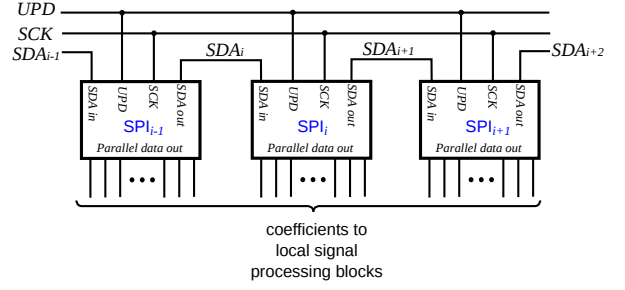 UPD
SCK
SDAi-1
SDAi
SDAi+1
SDAi+2
SDA in
UPD
SCK
SDA out
SPIi-1
Parallel data out
SDA in
UPD
SCK
SDA out
SPIi
Parallel data out
SDA in
UPD
SCK
SDA out
SPIi+1
Parallel data out
coefficients to
local signal
processing blocks